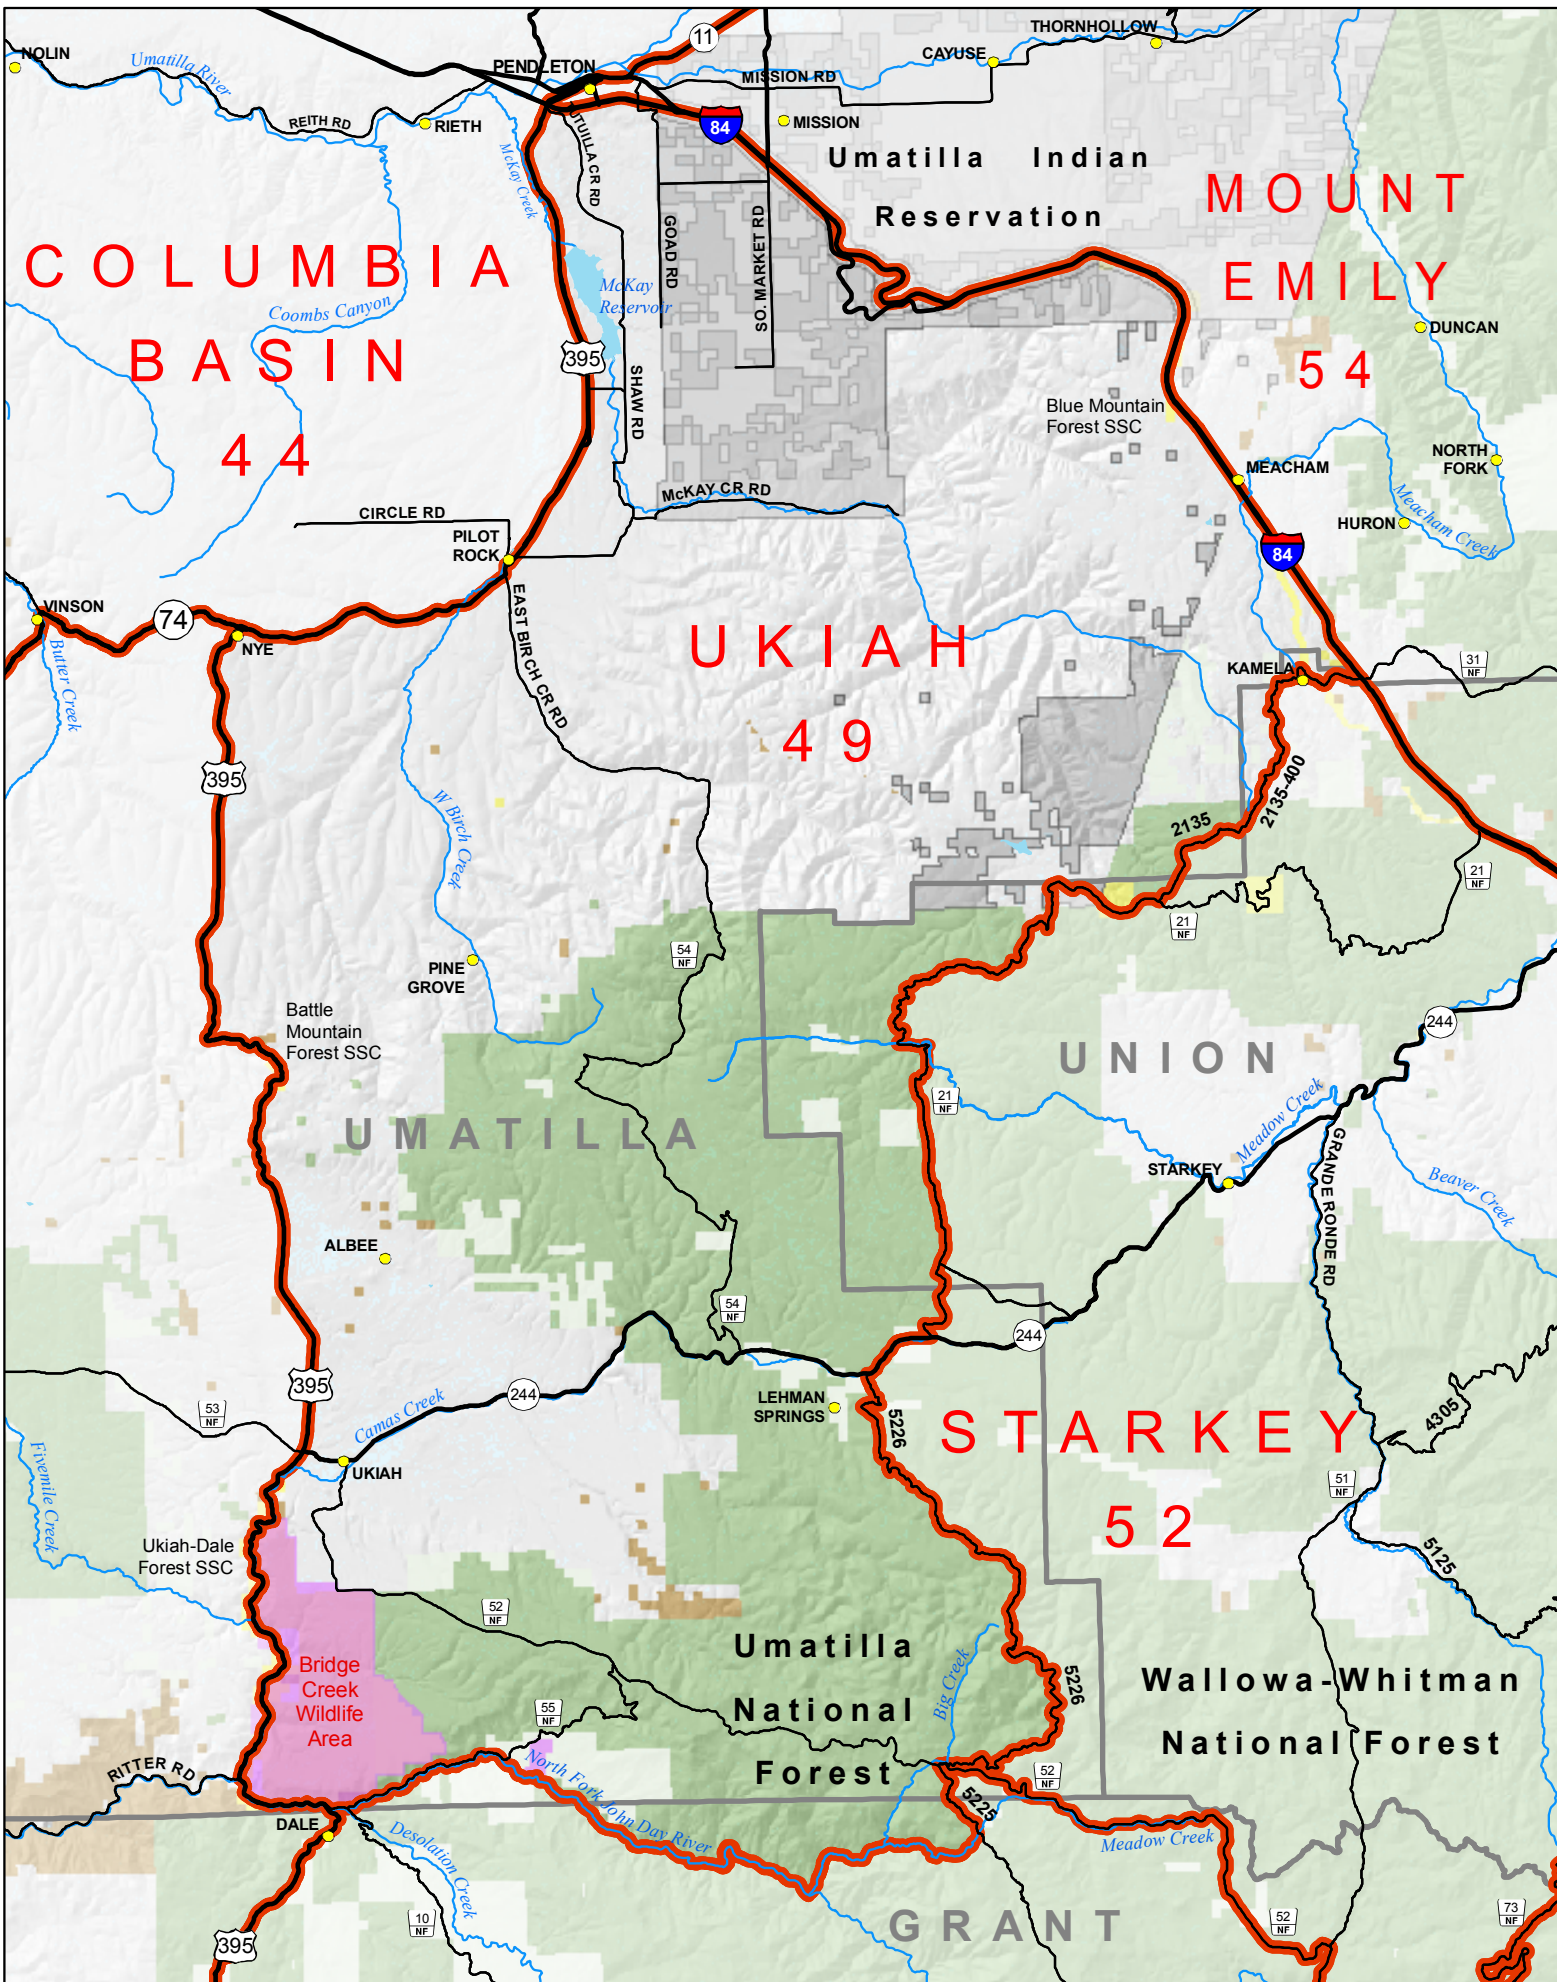 THORNHOLLOW
11
NOLIN
Umatilla River
PENDLETON
CAYUSE
MISSION RD
REITH RD
RIETH
TUTUILLA CR RD
McKay Creek
84
MISSION
Umatilla Indian
Reservation
MOUNT
EMILY
54
COLUMBIA
BASIN
44
Coombs Canyon
GOAD RD
SO. MARKET RD
McKay
Reservoir
395
SHAW RD
DUNCAN
Blue Mountain
Forest SSC
MEACHAM
NORTH
FORK
Meacham Creek
HURON
84
McKAY CR RD
CIRCLE RD
PILOT
ROCK
VINSON
74
NYE
Butter Creek
EAST BIRCH CR RD
UKIAH
49
KAMELA
31
NF
395
W Birch Creek
2135
2135-400
21
NF
21
NF
54
NF
PINE
GROVE
Battle
Mountain
Forest SSC
244
UNION
UMATILLA
21
NF
Meadow Creek
STARKEY
GRANDE RONDE RD
Beaver Creek
ALBEE
54
NF
244
395
53
NF
Camas Creek
244
LEHMAN
SPRINGS
5226
STARKEY
52
4305
Fivemile Creek
UKIAH
51
NF
5125
Ukiah-Dale
Forest SSC
52
NF
Bridge
Creek
Wildlife
Area
Umatilla
National
Forest
Big Creek
5226
Wallowa-Whitman
National Forest
55
NF
RITTER RD
North Fork John Day River
52
NF
5225
DALE
Desolation Creek
Meadow Creek
GRANT
10
NF
52
NF
73
NF
395